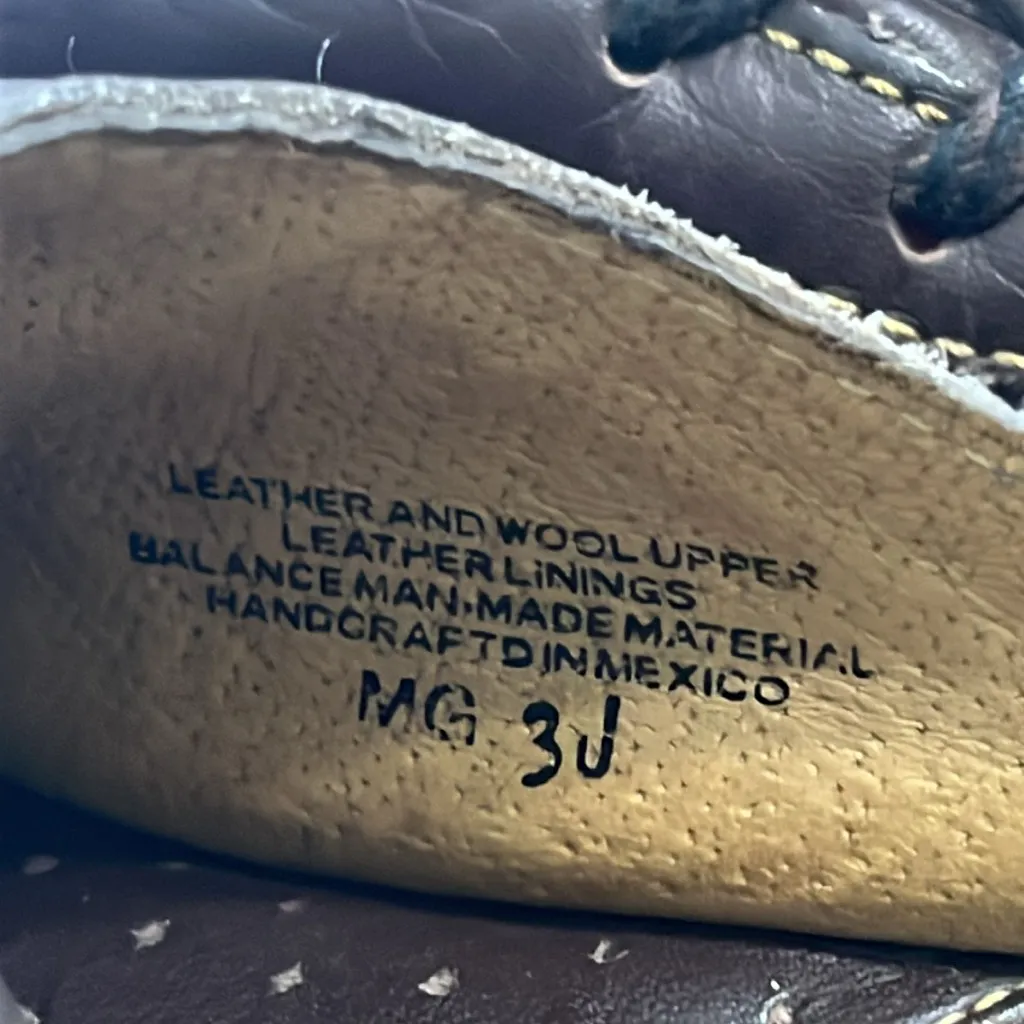 LEATHER AND WOOL UPPER
LEATHER LININGS
BALANCE MAN-MADE MATERIAL
HANDCRAFTD IN MEXICO
MG 3J